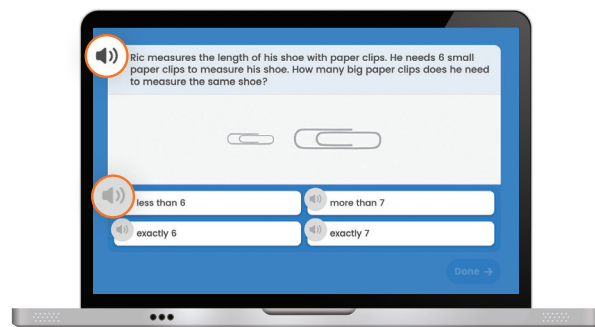 Ric measures the length of his shoe with paper clips. He needs 6 small
paper clips to measure his shoe. How many big paper clips does he need
to measure the same shoe?
less than 6
more than 7
exactly 6
exactly 7
Done →